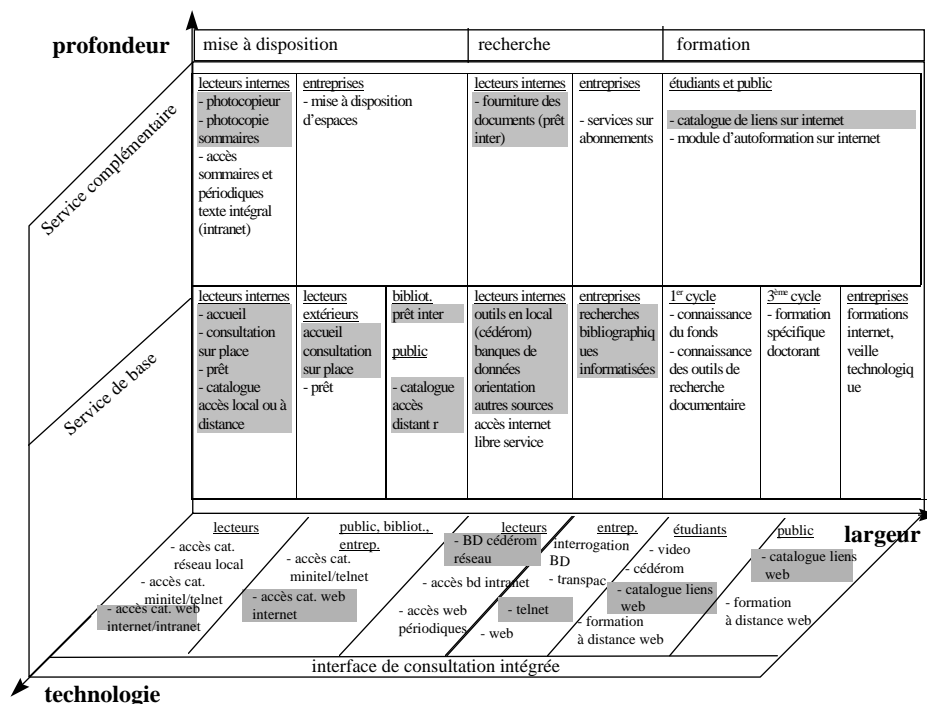 profondeur
mise à disposition
recherche
formation
Service complémentaire
lecteurs internes
- photocopieur
- photocopie
sommaires
- accès
sommaires et
périodiques
texte intégral
(intranet)
entreprises
- mise à disposition
d'espaces
lecteurs internes
- fourniture des
documents (prêt
inter)
entreprises
- services sur
abonnements
étudiants et public
- catalogue de liens sur internet
- module d'autoformation sur internet
Service de base
lecteurs internes
- accueil
- consultation
sur place
- prêt
- catalogue
accès local ou à
distance
lecteurs
extérieurs
accueil
consultation
sur place
- prêt
bibliot.
prêt inter
public
- catalogue
accès
distant r
lecteurs internes
outils en local
(cédérom)
banques de
données
orientation
autres sources
accès internet
libre service
entreprises
recherches
bibliographiq
ues
informatisées
1er cycle
- connaissance
du fonds
- connaissance
des outils de
recherche
documentaire
3ème cycle
- formation
spécifique
doctorant
entreprises
formations
internet,
veille
technologiq
ue
largeur
lecteurs
- accès cat.
réseau local
- accès cat.
minitel/telnet
- accès cat. web
internet/intranet
public, bibliot.,
entrep.
- accès cat.
minitel/telnet
- accès cat. web
internet
lecteurs
- BD cédérom
réseau
- accès bd intranet
- accès web
périodiques
entrep.
interrogation
BD
- transpac
- telnet
- web
étudiants
- video
- cédérom
- catalogue liens
web
- formation
à distance web
public
- catalogue liens
web
- formation
à distance web
interface de consultation intégrée
technologie